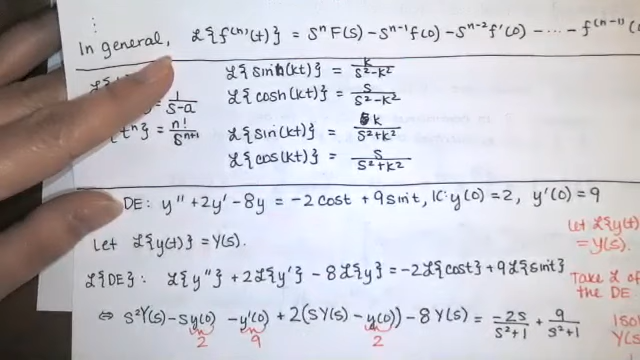 ⋮
In general, ℒ{f⁽ⁿ⁾(t)} = sⁿF(s) - sⁿ⁻¹f(0) - sⁿ⁻²f'(0) - ⋯ - f⁽ⁿ⁻¹⁾(0)
ℒ{sinh(kt)} = k/(s²-k²)
= 1/(s-a) ℒ{cosh(kt)} = s/(s²-k²)
{tⁿ} = n!/sⁿ⁺¹ ℒ{sin(kt)} = k/(s²+k²)
ℒ{cos(kt)} = s/(s²+k²)
DE: y'' + 2y' - 8y = -2cost + 9sint, IC: y(0) = 2, y'(0) = 9
Let ℒ{y(t)} = Y(s).
Let ℒ{y(t)}
= Y(s).
ℒ{DE}: ℒ{y''} + 2ℒ{y'} - 8ℒ{y} = -2ℒ{cost} + 9ℒ{sint}
Take ℒ of
the DE
⇔ s²Y(s) - sy(0) - y'(0) + 2(sY(s) - y(0)) - 8Y(s) = -2s/(s²+1) + 9/(s²+1)
2 9 2
Y(s)